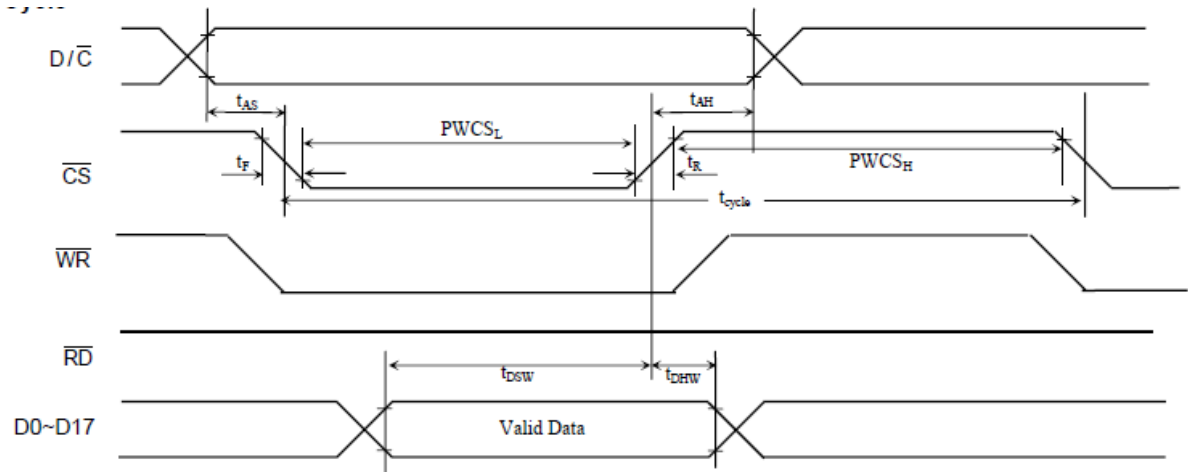 D/C̅
t_AS
t_AH
C̅S̅
PWCS_L
t_F
t_R
PWCS_H
t_cycle
W̅R̅
R̅D̅
t_DSW
t_DHW
D0~D17
Valid Data